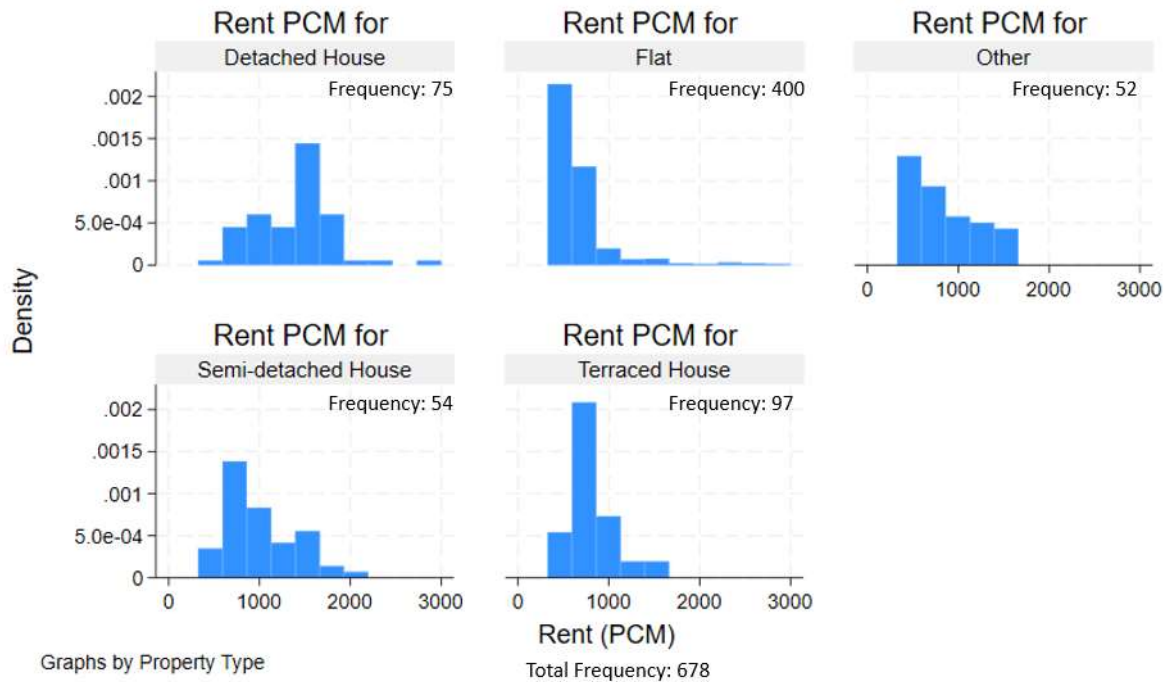 Rent PCM for
Detached House
Frequency: 75
.002
.0015
.001
5.0e-04
0
Rent PCM for
Flat
Frequency: 400
Rent PCM for
Other
Frequency: 52
0 1000 2000 3000
Density
Rent PCM for
Semi-detached House
Frequency: 54
.002
.0015
.001
5.0e-04
0
0 1000 2000 3000
Rent PCM for
Terraced House
Frequency: 97
0 1000 2000 3000
Rent (PCM)
Graphs by Property Type
Total Frequency: 678